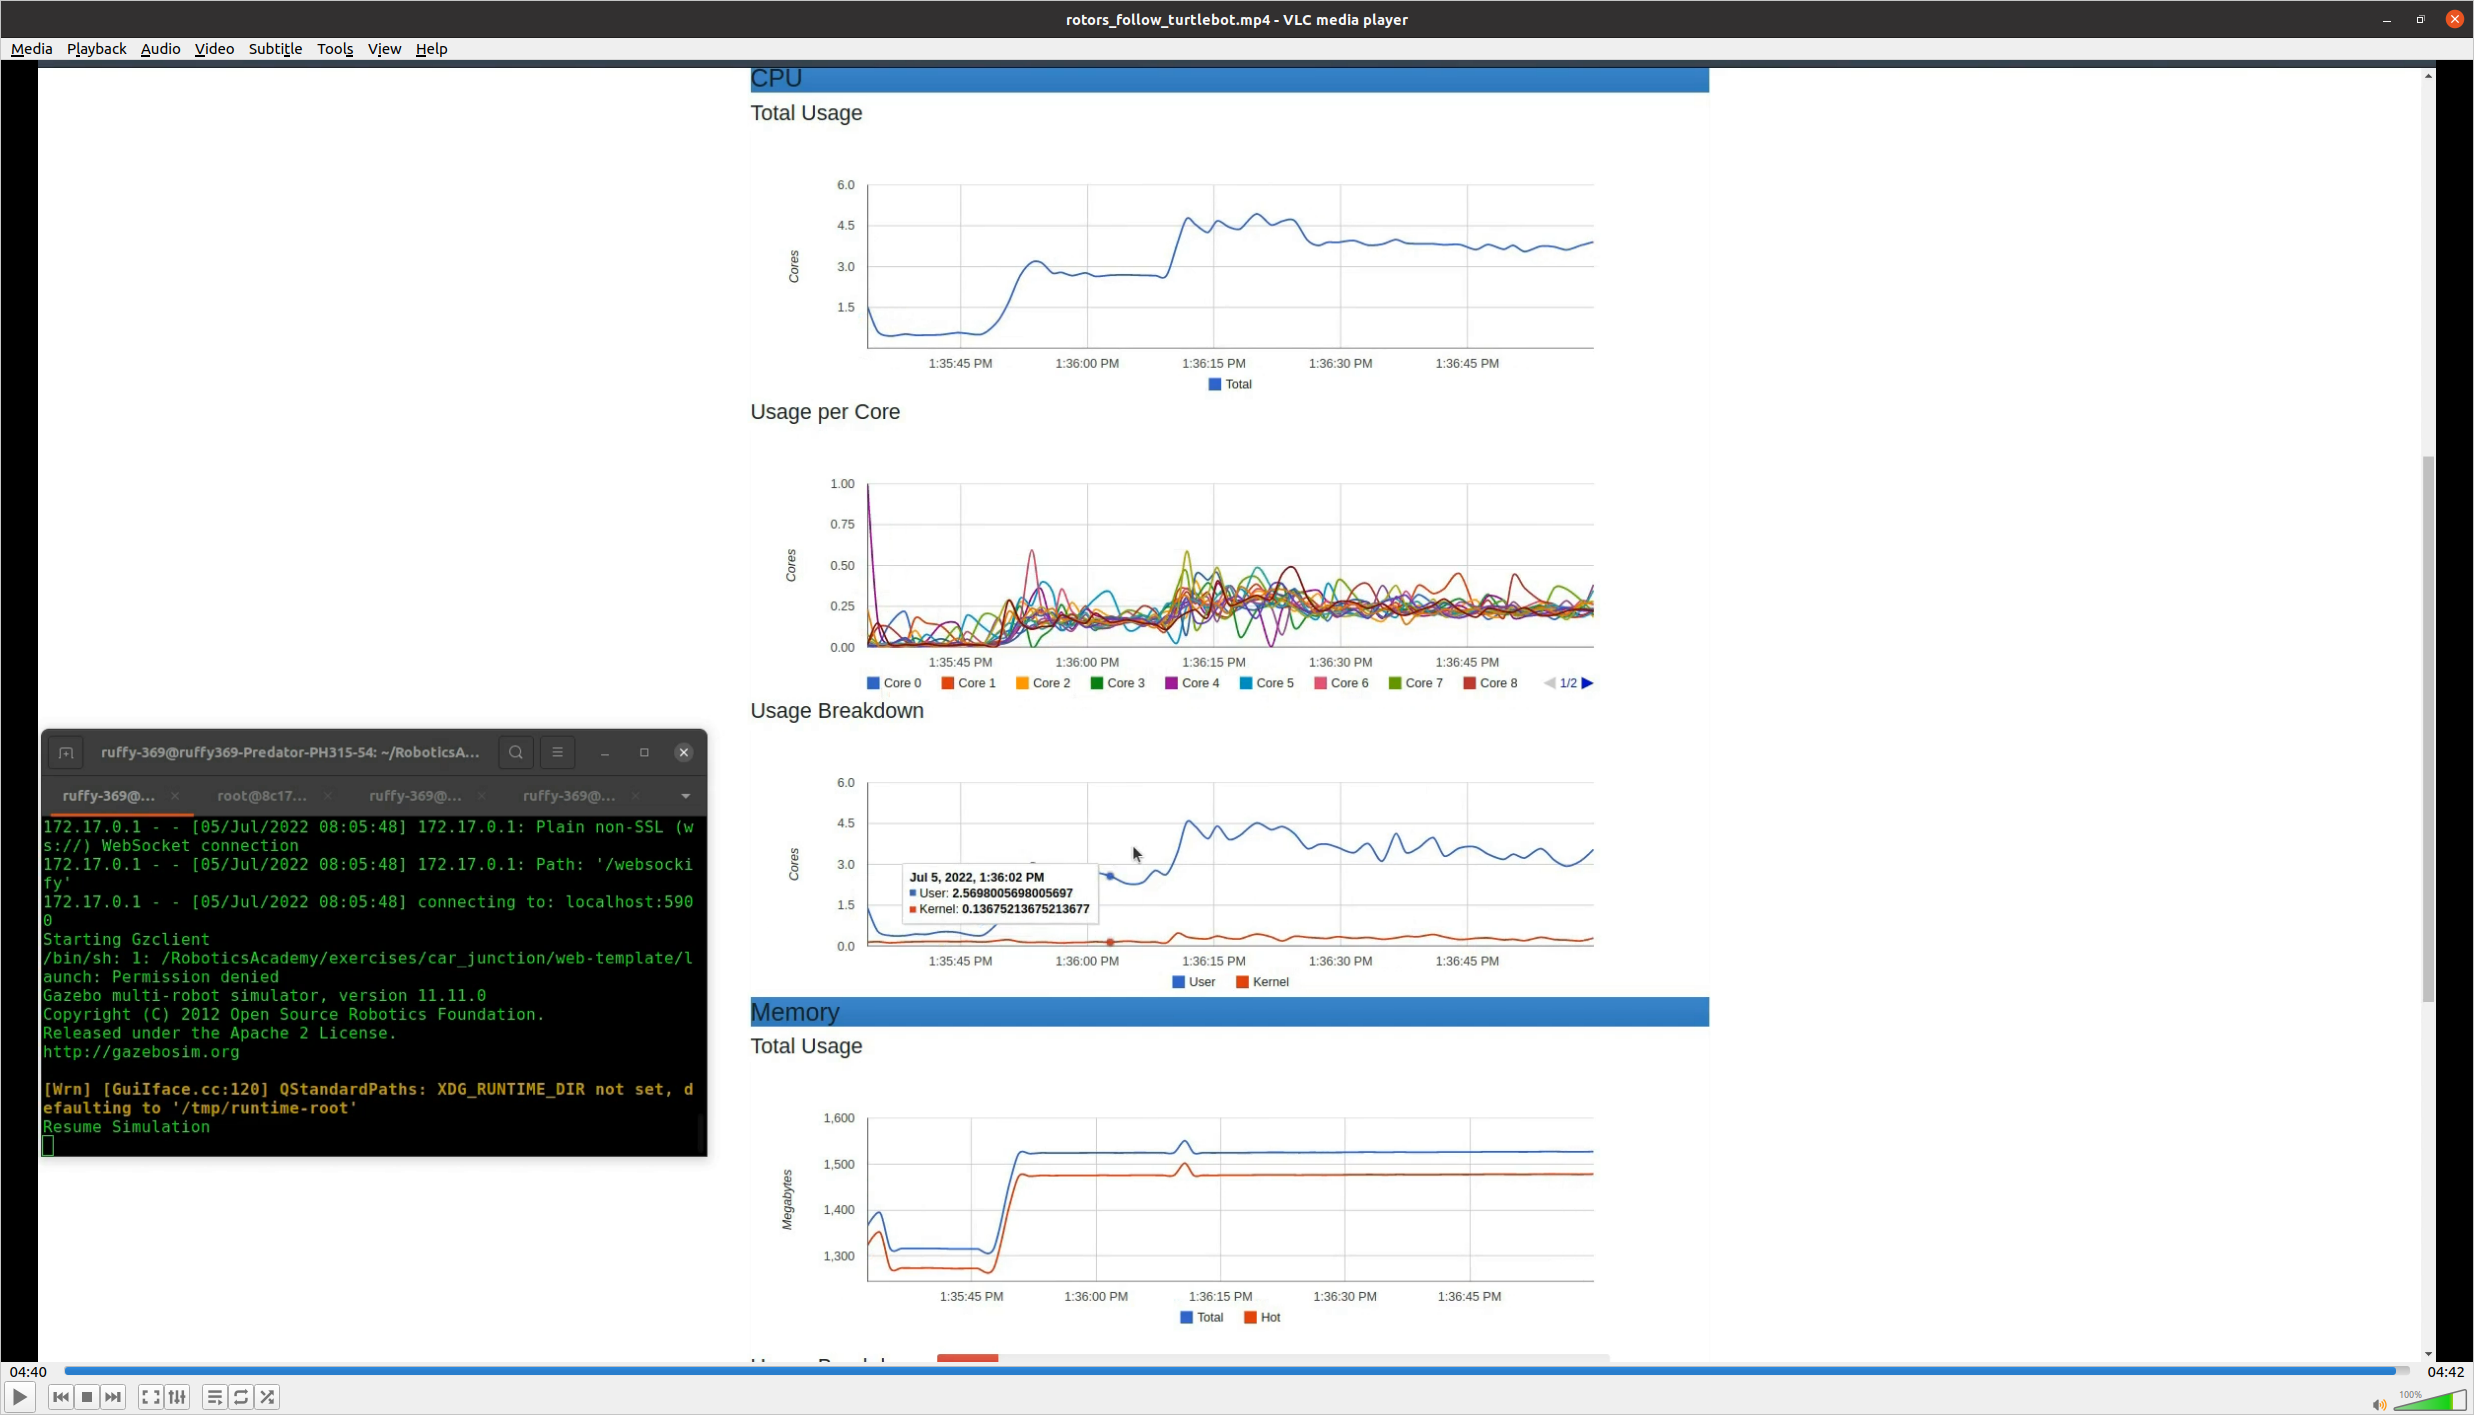 rotors_follow_turtlebot.mp4 - VLC media player
Media Playback Audio Video Subtitle Tools View Help
CPU
Total Usage
6.0
4.5
3.0
1.5
Cores
1:35:45 PM 1:36:00 PM 1:36:15 PM 1:36:30 PM 1:36:45 PM
Total
Usage per Core
1.00
0.75
0.50
0.25
0.00
Cores
1:35:45 PM 1:36:00 PM 1:36:15 PM 1:36:30 PM 1:36:45 PM
Core 0 Core 1 Core 2 Core 3 Core 4 Core 5 Core 6 Core 7 Core 8 1/2
Usage Breakdown
6.0
4.5
3.0
1.5
0.0
Cores
Jul 5, 2022, 1:36:02 PM
User: 2.5698005698005697
Kernel: 0.13675213675213677
1:35:45 PM 1:36:00 PM 1:36:15 PM 1:36:30 PM 1:36:45 PM
User Kernel
Memory
Total Usage
1,600
1,500
1,400
1,300
Megabytes
1:35:45 PM 1:36:00 PM 1:36:15 PM 1:36:30 PM 1:36:45 PM
Total Hot
ruffy-369@ruffy369-Predator-PH315-54: ~/RoboticsA...
ruffy-369@... root@8c17... ruffy-369@... ruffy-369@...
172.17.0.1 - - [05/Jul/2022 08:05:48] 172.17.0.1: Plain non-SSL (w
s://) WebSocket connection
172.17.0.1 - - [05/Jul/2022 08:05:48] 172.17.0.1: Path: '/websocki
fy'
172.17.0.1 - - [05/Jul/2022 08:05:48] connecting to: localhost:590
0
Starting Gzclient
/bin/sh: 1: /RoboticsAcademy/exercises/car_junction/web-template/l
aunch: Permission denied
Gazebo multi-robot simulator, version 11.11.0
Copyright (C) 2012 Open Source Robotics Foundation.
Released under the Apache 2 License.
http://gazebosim.org
[Wrn] [GuiIface.cc:120] QStandardPaths: XDG_RUNTIME_DIR not set, d
efaulting to '/tmp/runtime-root'
Resume Simulation
04:40 04:42
100%